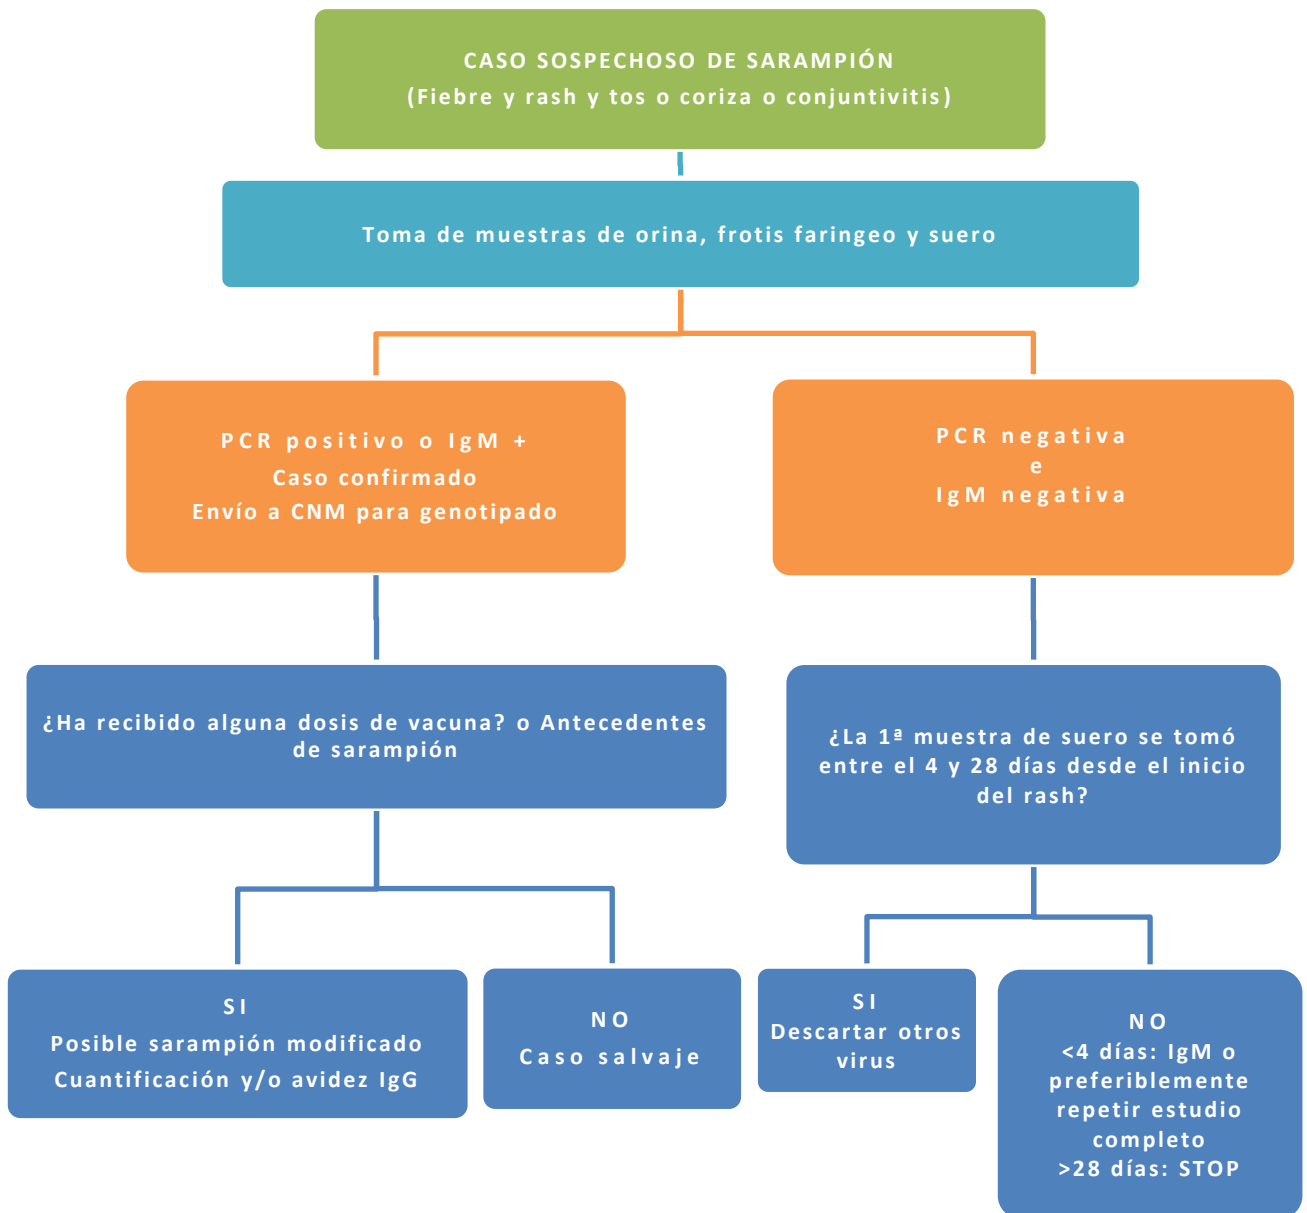 CASO SOSPECHOSO DE SARAMPIÓN
(Fiebre y rash y tos o coriza o conjuntivitis)
Toma de muestras de orina, frotis faringeo y suero
PCR positivo o IgM +
Caso confirmado
Envío a CNM para genotipado
PCR negativa
e
IgM negativa
¿Ha recibido alguna dosis de vacuna? o Antecedentes
de sarampión
¿La 1ª muestra de suero se tomó
entre el 4 y 28 días desde el inicio
del rash?
SI
Posible sarampión modificado
Cuantificación y/o avidez IgG
NO
Caso salvaje
SI
Descartar otros
virus
NO
<4 días: IgM o
preferiblemente
repetir estudio
completo
>28 días: STOP